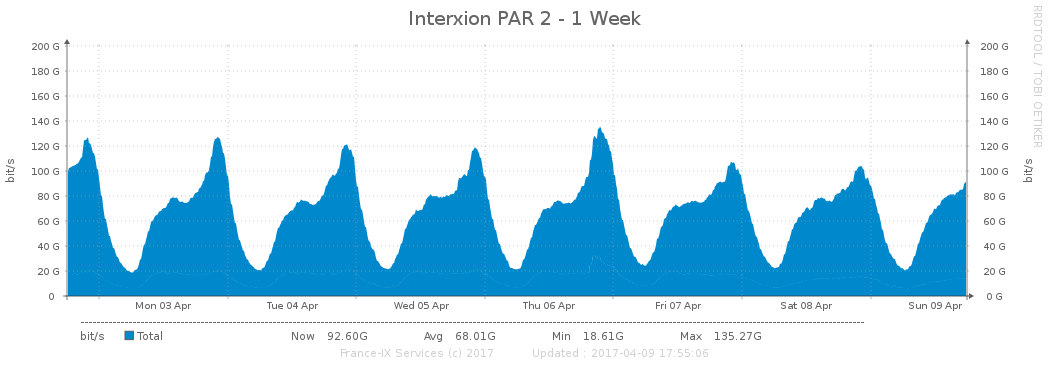 Interxion PAR 2 - 1 Week
RRDTOOL / TOBI OETIKER
200 G 200 G
180 G 180 G
160 G 160 G
140 G 140 G
120 G 120 G
100 G 100 G
80 G 80 G
60 G 60 G
40 G 40 G
20 G 20 G
0 0 G
bit/s
bit/s
Mon 03 Apr Tue 04 Apr Wed 05 Apr Thu 06 Apr Fri 07 Apr Sat 08 Apr Sun 09 Apr
bit/s Total Now 92.60G Avg 68.01G Min 18.61G Max 135.27G
France-IX Services (c) 2017 Updated : 2017-04-09 17:55:06